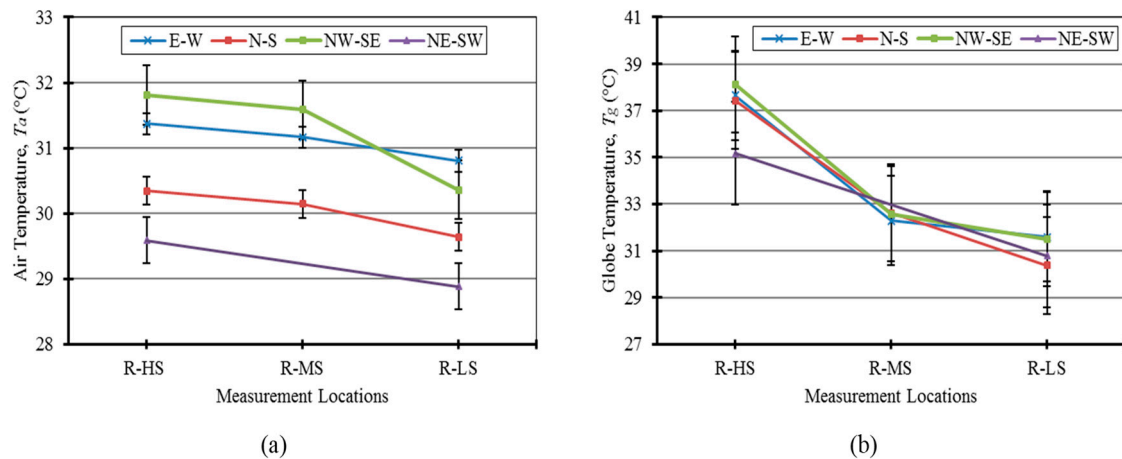 33
32
31
30
29
28
Air Temperature, Ta (°C)
E-W N-S NW-SE NE-SW
R-HS R-MS R-LS
Measurement Locations
(a)
41
39
37
35
33
31
29
27
Globe Temperature, Tg (°C)
E-W N-S NW-SE NE-SW
R-HS R-MS R-LS
Measurement Locations
(b)